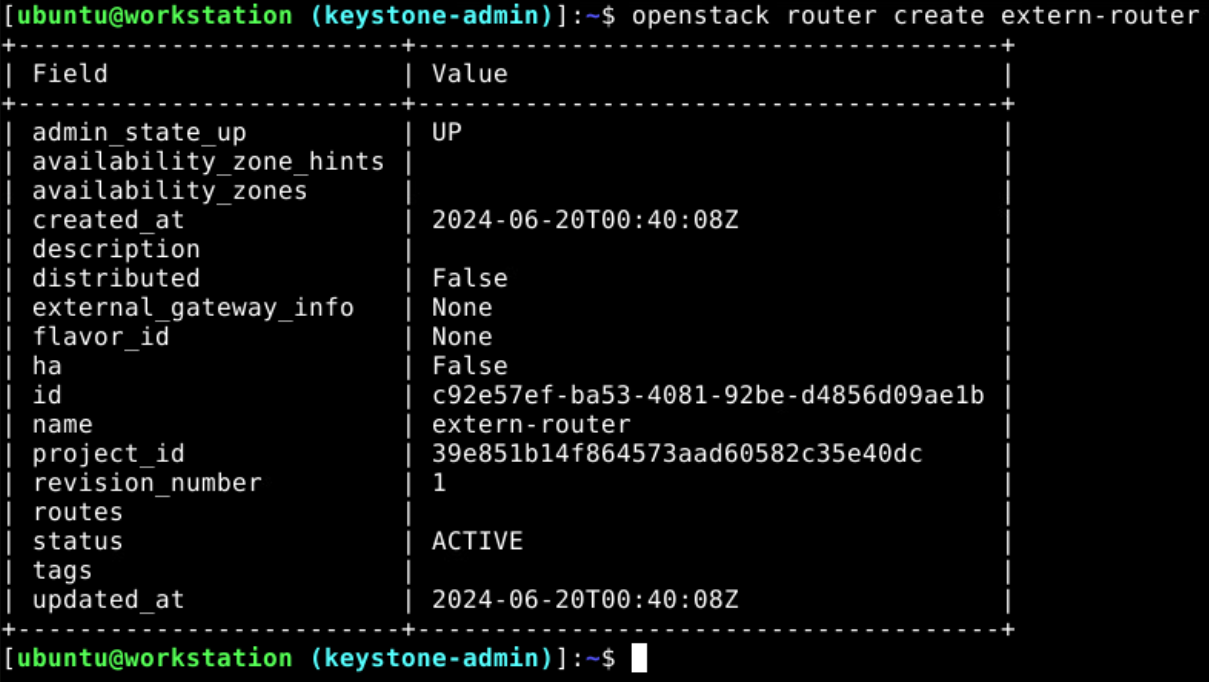 [ubuntu@workstation (keystone-admin)]:~$ openstack router create extern-router
+-------------------------+--------------------------------------+
| Field                   | Value                                |
+-------------------------+--------------------------------------+
| admin_state_up          | UP                                   |
| availability_zone_hints |                                      |
| availability_zones      |                                      |
| created_at              | 2024-06-20T00:40:08Z                 |
| description             |                                      |
| distributed             | False                                |
| external_gateway_info   | None                                 |
| flavor_id               | None                                 |
| ha                      | False                                |
| id                      | c92e57ef-ba53-4081-92be-d4856d09ae1b |
| name                    | extern-router                        |
| project_id              | 39e851b14f864573aad60582c35e40dc     |
| revision_number         | 1                                    |
| routes                  |                                      |
| status                  | ACTIVE                               |
| tags                    |                                      |
| updated_at              | 2024-06-20T00:40:08Z                 |
+-------------------------+--------------------------------------+
[ubuntu@workstation (keystone-admin)]:~$